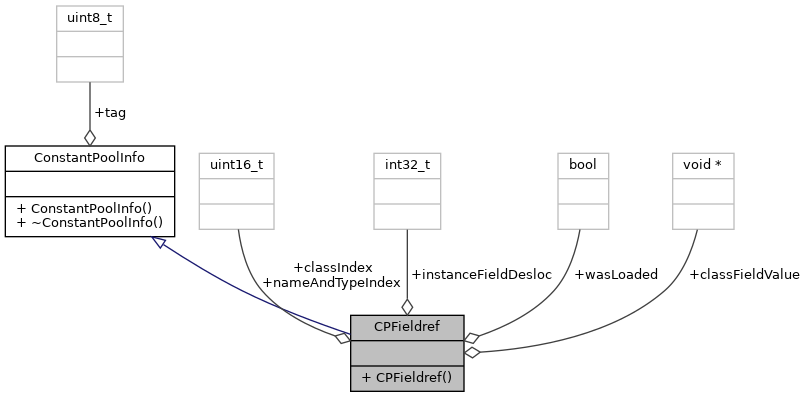 uint8_t
+tag
ConstantPoolInfo
+ ConstantPoolInfo()
+ ~ConstantPoolInfo()
uint16_t
int32_t
bool
void *
+classIndex
+nameAndTypeIndex
+instanceFieldDesloc
+wasLoaded
+classFieldValue
CPFieldref
+ CPFieldref()